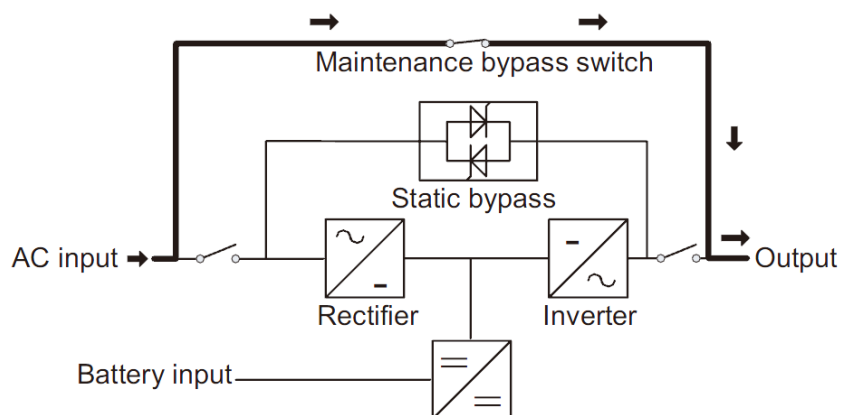 Maintenance bypass switch
Static bypass
AC input
Output
Rectifier
Inverter
Battery input